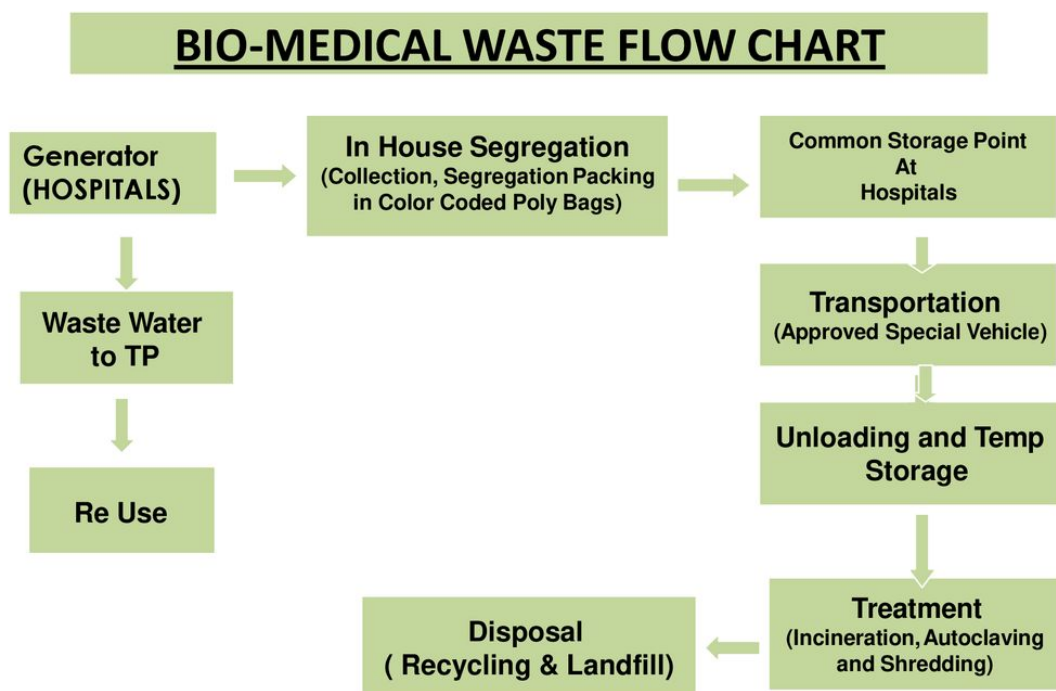 BIO-MEDICAL WASTE FLOW CHART
Generator
(HOSPITALS)
In House Segregation
(Collection, Segregation Packing
in Color Coded Poly Bags)
Common Storage Point
At
Hospitals
Transportation
(Approved Special Vehicle)
Unloading and Temp
Storage
Treatment
(Incineration, Autoclaving
and Shredding)
Disposal
( Recycling & Landfill)
Waste Water
to TP
Re Use